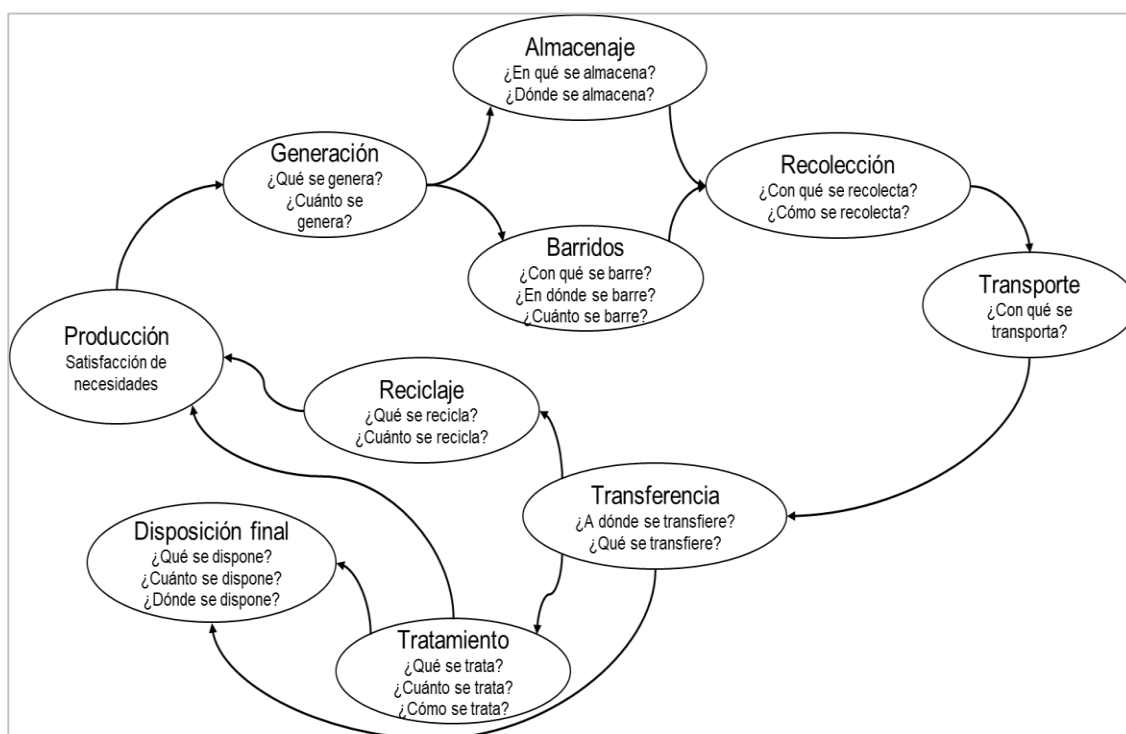 Almacenaje
¿En qué se almacena?
¿Dónde se almacena?
Generación
¿Qué se genera?
¿Cuánto se
genera?
Recolección
¿Con qué se recolecta?
¿Cómo se recolecta?
Barridos
¿Con qué se barre?
¿En dónde se barre?
¿Cuánto se barre?
Transporte
¿Con qué se
transporta?
Producción
Satisfacción de
necesidades
Reciclaje
¿Qué se recicla?
¿Cuánto se recicla?
Transferencia
¿A dónde se transfiere?
¿Qué se transfiere?
Disposición final
¿Qué se dispone?
¿Cuánto se dispone?
¿Dónde se dispone?
Tratamiento
¿Qué se trata?
¿Cuánto se trata?
¿Cómo se trata?